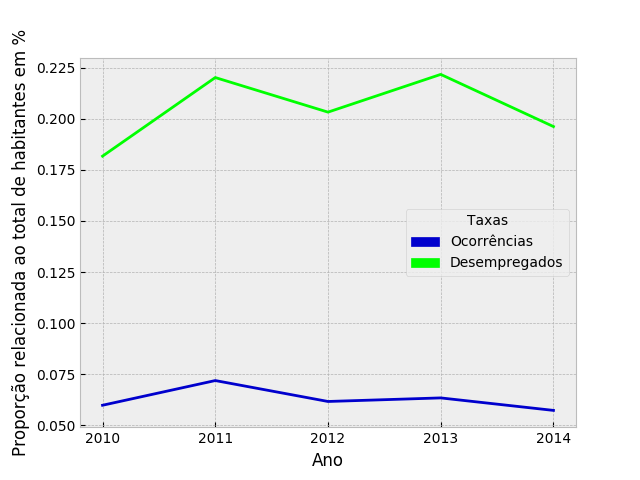 Proporção relacionada ao total de habitantes em %
0.225
0.200
0.175
0.150
0.125
0.100
0.075
0.050
Taxas
Ocorrências
Desempregados
2010 2011 2012 2013 2014
Ano